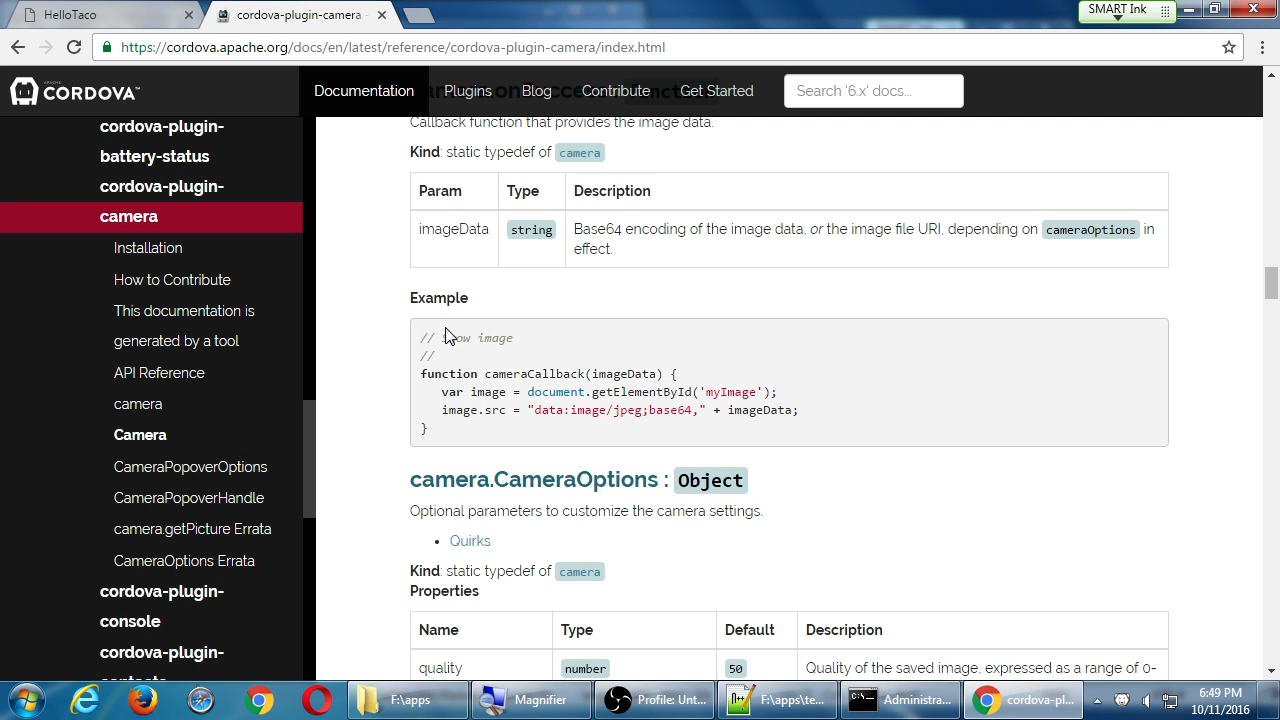 HelloTaco
cordova-plugin-camera -
SMART Ink
https://cordova.apache.org/docs/en/latest/reference/cordova-plugin-camera/index.html
APACHE
CORDOVA™
Documentation
Plugins
Blog
Contribute
Get Started
Search '6.x' docs...
cordova-plugin-
battery-status
cordova-plugin-
camera
Installation
How to Contribute
This documentation is
generated by a tool
API Reference
camera
Camera
CameraPopoverOptions
CameraPopoverHandle
camera.getPicture Errata
CameraOptions Errata
cordova-plugin-
console
cordova-plugin-
Callback function that provides the image data.
Kind: static typedef of camera
Param Type Description
imageData string Base64 encoding of the image data, or the image file URI, depending on cameraOptions in
effect.
Example
// image
//
function cameraCallback(imageData) {
var image = document.getElementById('myImage');
image.src = "data:image/jpeg;base64," + imageData;
}
camera.CameraOptions : Object
Optional parameters to customize the camera settings.
• Quirks
Kind: static typedef of camera
Properties
Name Type Default Description
quality number 50 Quality of the saved image, expressed as a range of 0-
F:\apps
Magnifier
Profile: Unt...
F:\apps\te...
Administra...
cordova-pl...
6:49 PM
10/11/2016